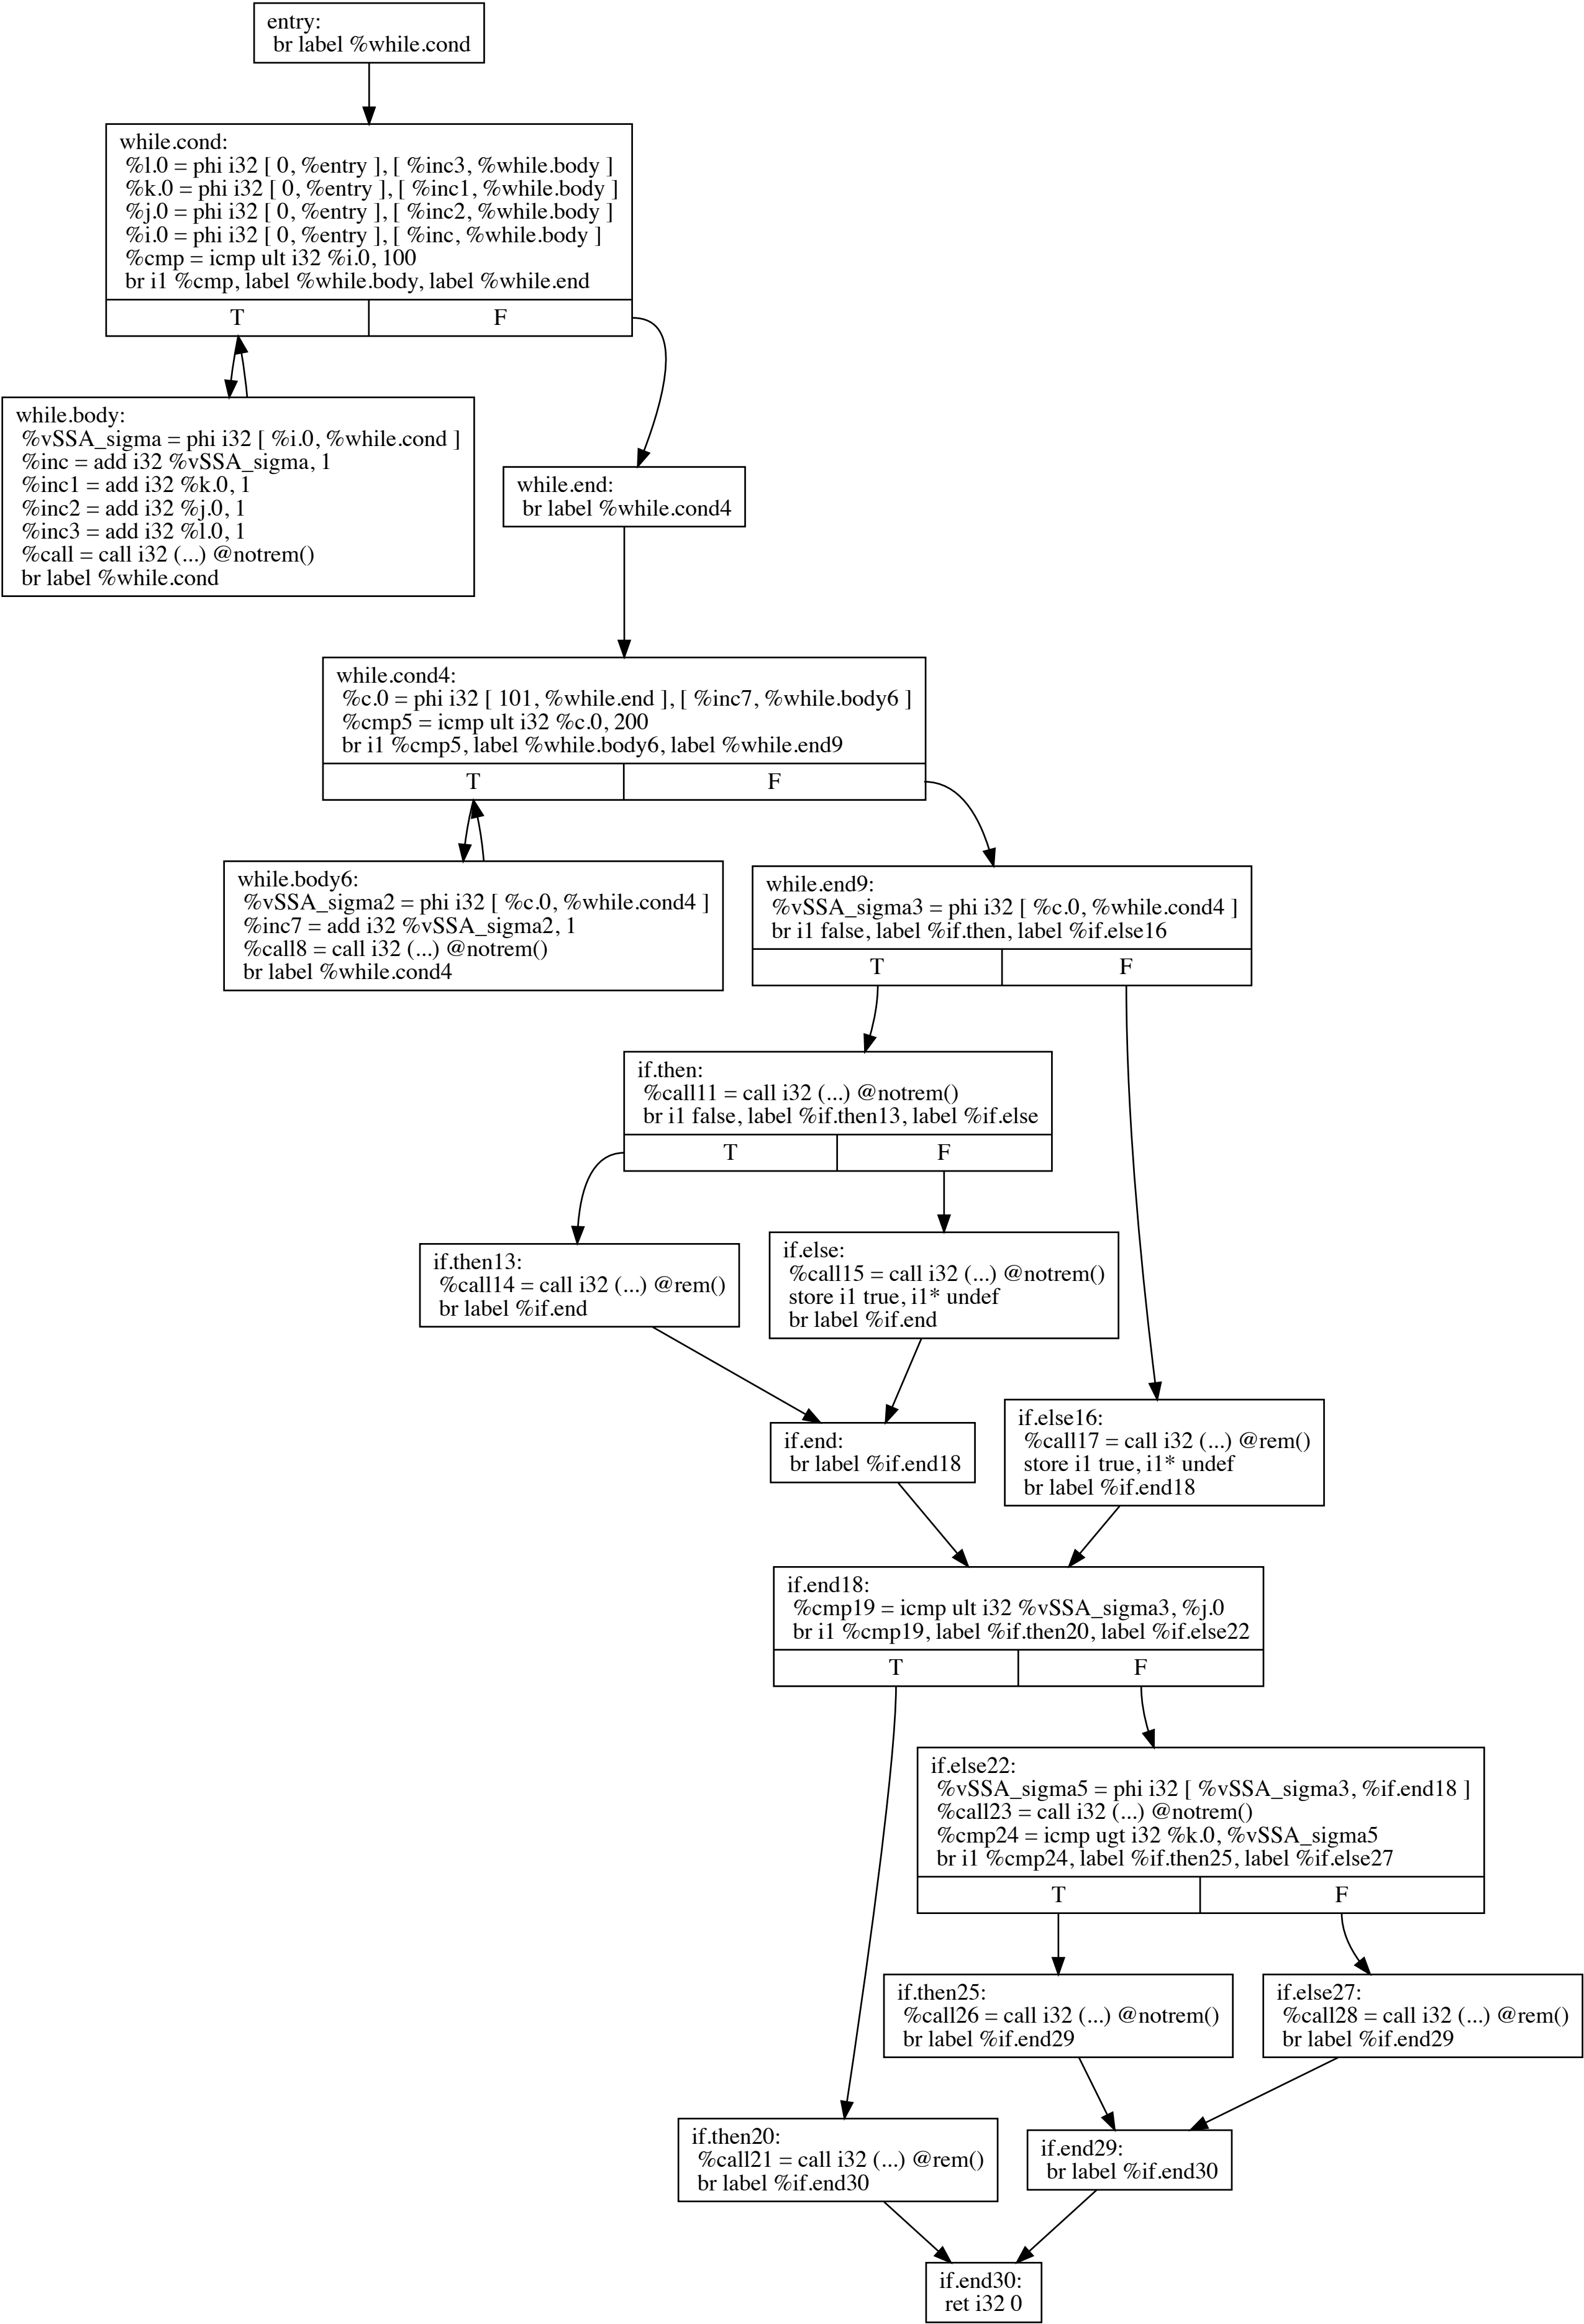 entry:
br label %while.cond
while.cond:
%l.0 = phi i32 [ 0, %entry ], [ %inc3, %while.body ]
%k.0 = phi i32 [ 0, %entry ], [ %inc1, %while.body ]
%j.0 = phi i32 [ 0, %entry ], [ %inc2, %while.body ]
%i.0 = phi i32 [ 0, %entry ], [ %inc, %while.body ]
%cmp = icmp ult i32 %i.0, 100
br i1 %cmp, label %while.body, label %while.end
T F
while.body:
%vSSA_sigma = phi i32 [ %i.0, %while.cond ]
%inc = add i32 %vSSA_sigma, 1
%inc1 = add i32 %k.0, 1
%inc2 = add i32 %j.0, 1
%inc3 = add i32 %l.0, 1
%call = call i32 (...) @notrem()
br label %while.cond
while.end:
br label %while.cond4
while.cond4:
%c.0 = phi i32 [ 101, %while.end ], [ %inc7, %while.body6 ]
%cmp5 = icmp ult i32 %c.0, 200
br i1 %cmp5, label %while.body6, label %while.end9
T F
while.body6:
%vSSA_sigma2 = phi i32 [ %c.0, %while.cond4 ]
%inc7 = add i32 %vSSA_sigma2, 1
%call8 = call i32 (...) @notrem()
br label %while.cond4
while.end9:
%vSSA_sigma3 = phi i32 [ %c.0, %while.cond4 ]
br i1 false, label %if.then, label %if.else16
T F
if.then:
%call11 = call i32 (...) @notrem()
br i1 false, label %if.then13, label %if.else
T F
if.then13:
%call14 = call i32 (...) @rem()
br label %if.end
if.else:
%call15 = call i32 (...) @notrem()
store i1 true, i1* undef
br label %if.end
if.end:
br label %if.end18
if.else16:
%call17 = call i32 (...) @rem()
store i1 true, i1* undef
br label %if.end18
if.end18:
%cmp19 = icmp ult i32 %vSSA_sigma3, %j.0
br i1 %cmp19, label %if.then20, label %if.else22
T F
if.else22:
%vSSA_sigma5 = phi i32 [ %vSSA_sigma3, %if.end18 ]
%call23 = call i32 (...) @notrem()
%cmp24 = icmp ugt i32 %k.0, %vSSA_sigma5
br i1 %cmp24, label %if.then25, label %if.else27
T F
if.then25:
%call26 = call i32 (...) @notrem()
br label %if.end29
if.else27:
%call28 = call i32 (...) @rem()
br label %if.end29
if.then20:
%call21 = call i32 (...) @rem()
br label %if.end30
if.end29:
br label %if.end30
if.end30:
ret i32 0